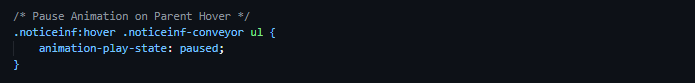 /* Pause Animation on Parent Hover */
.noticeinf:hover .noticeinf-conveyor ul {
    animation-play-state: paused;
}